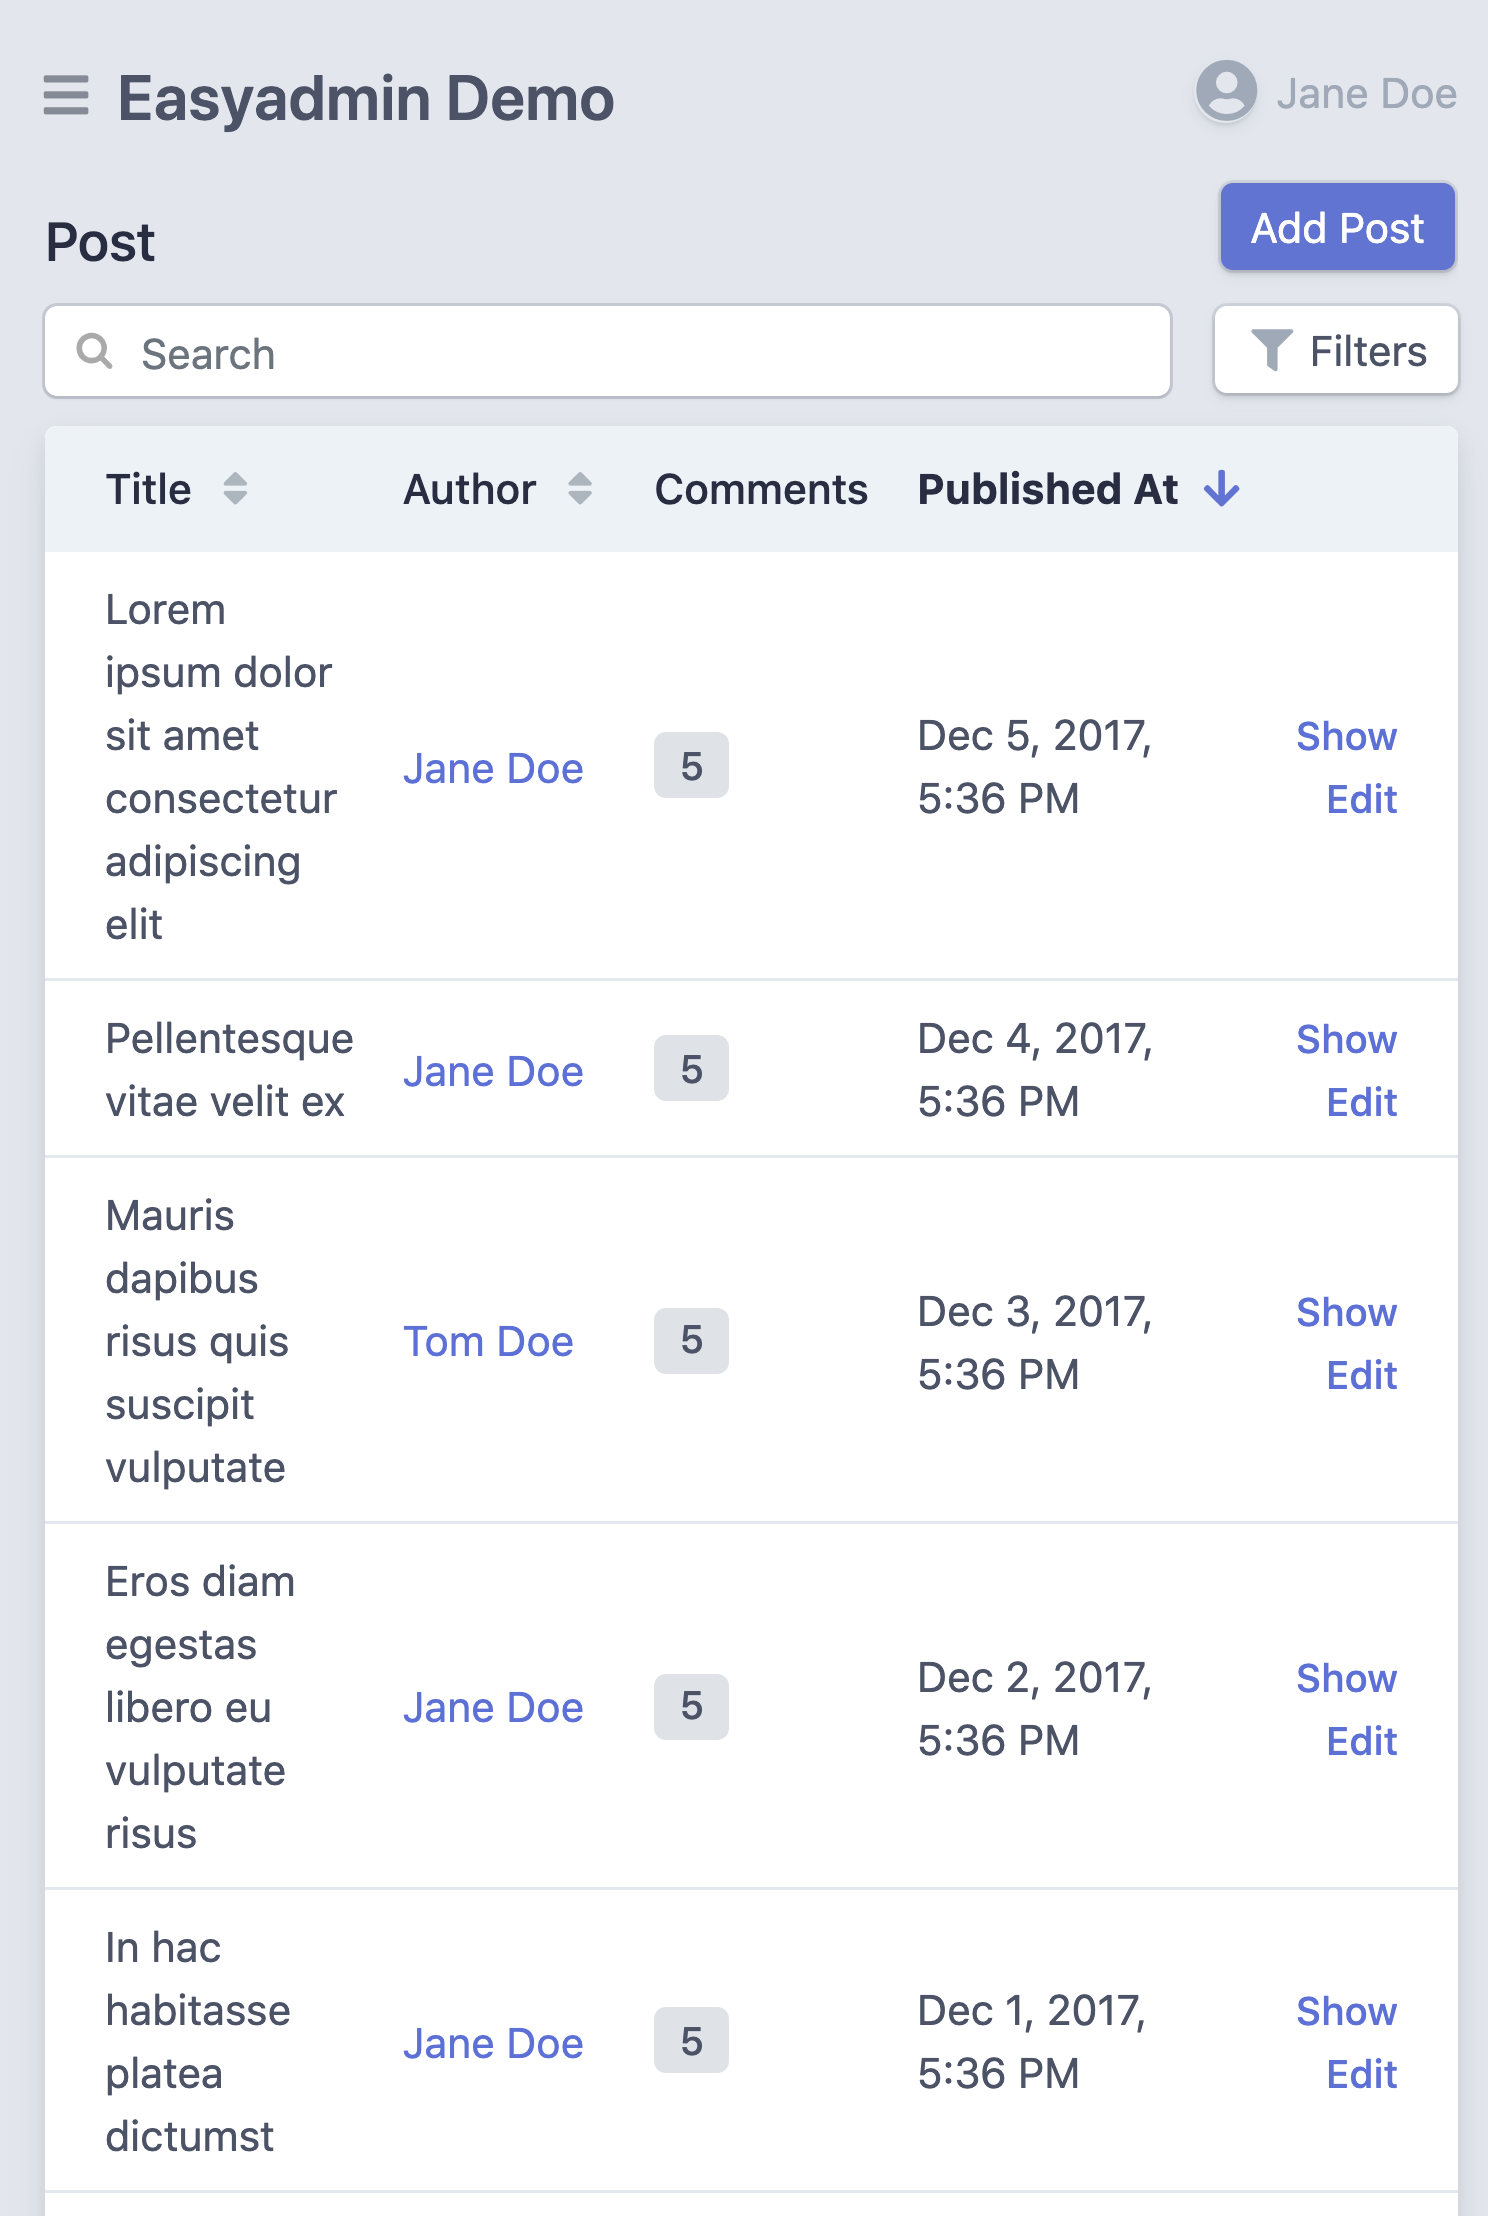 Easyadmin Demo
Jane Doe
Post
Add Post
Search
Filters
Title Author Comments Published At
Lorem
ipsum dolor
sit amet
consectetur
adipiscing
elit
Jane Doe
5
Dec 5, 2017,
5:36 PM
Show
Edit
Pellentesque
vitae velit ex
Jane Doe
5
Dec 4, 2017,
5:36 PM
Show
Edit
Mauris
dapibus
risus quis
suscipit
vulputate
Tom Doe
5
Dec 3, 2017,
5:36 PM
Show
Edit
Eros diam
egestas
libero eu
vulputate
risus
Jane Doe
5
Dec 2, 2017,
5:36 PM
Show
Edit
In hac
habitasse
platea
dictumst
Jane Doe
5
Dec 1, 2017,
5:36 PM
Show
Edit